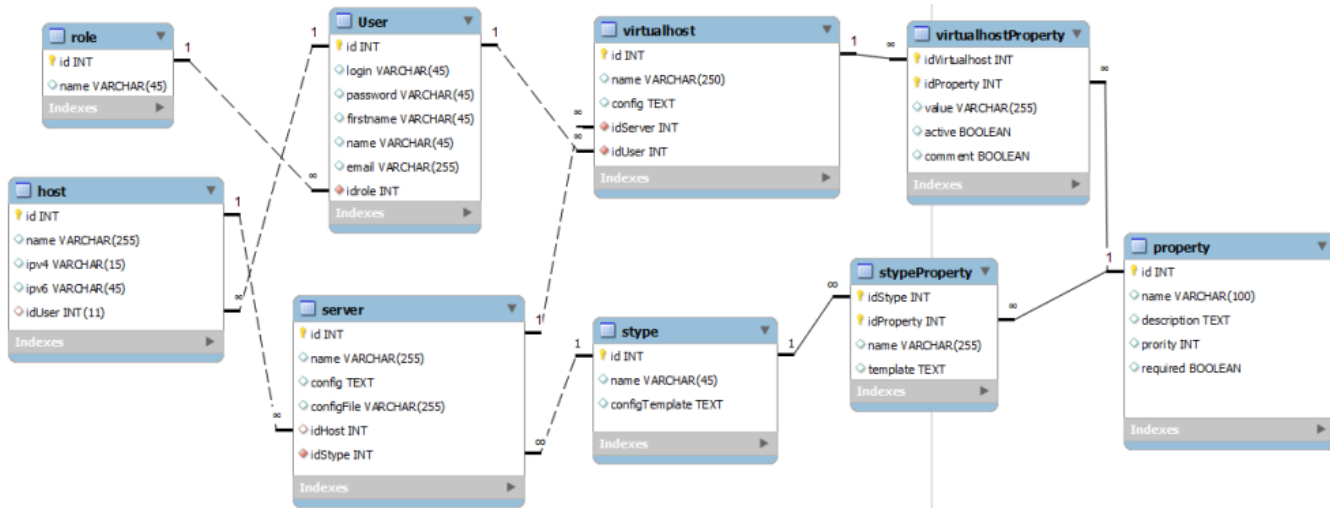 role
id INT
name VARCHAR(45)
Indexes
1
User
id INT
login VARCHAR(45)
password VARCHAR(45)
firstname VARCHAR(45)
name VARCHAR(45)
email VARCHAR(255)
idrole INT
Indexes
1
1
∞
virtualhost
id INT
name VARCHAR(250)
config TEXT
idServer INT
idUser INT
Indexes
1
∞
∞
virtualhostProperty
idVirtualhost INT
idProperty INT
value VARCHAR(255)
active BOOLEAN
comment BOOLEAN
Indexes
∞
∞
host
id INT
name VARCHAR(255)
ipv4 VARCHAR(15)
ipv6 VARCHAR(45)
idUser INT(11)
Indexes
1
∞
server
id INT
name VARCHAR(255)
config TEXT
configFile VARCHAR(255)
idHost INT
idStype INT
Indexes
1
∞
∞
stype
id INT
name VARCHAR(45)
configTemplate TEXT
Indexes
1
1
stypeProperty
idStype INT
idProperty INT
name VARCHAR(255)
template TEXT
Indexes
∞
∞
property
id INT
name VARCHAR(100)
description TEXT
prority INT
required BOOLEAN
Indexes
1